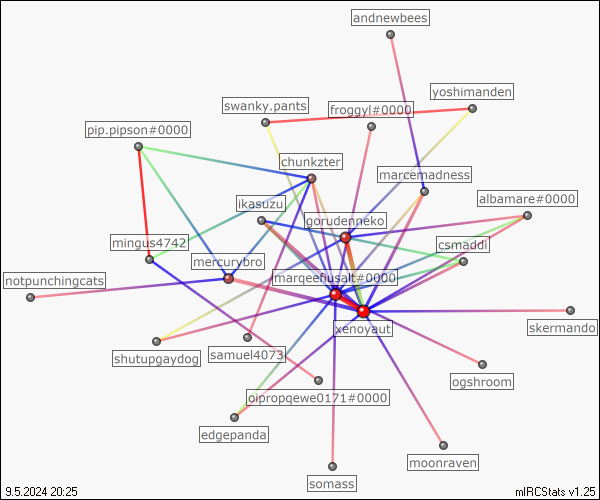 andnewbees
yoshimanden
swanky.pants
froggyl#0000
pip.pipson#0000
chunkzter
marcemadness
albamare#0000
ikasuzu
gorudenneko
mingus4742
csmaddi
mercurybro
notpunchingcats
marqeefiusalt#0000
xenoyaut
skermando
shutupgaydog
samuel4073
ogshroom
oipropqewe0171#0000
edgepanda
moonraven
somass
9.5.2024 20:25
mIRCStats v1.25